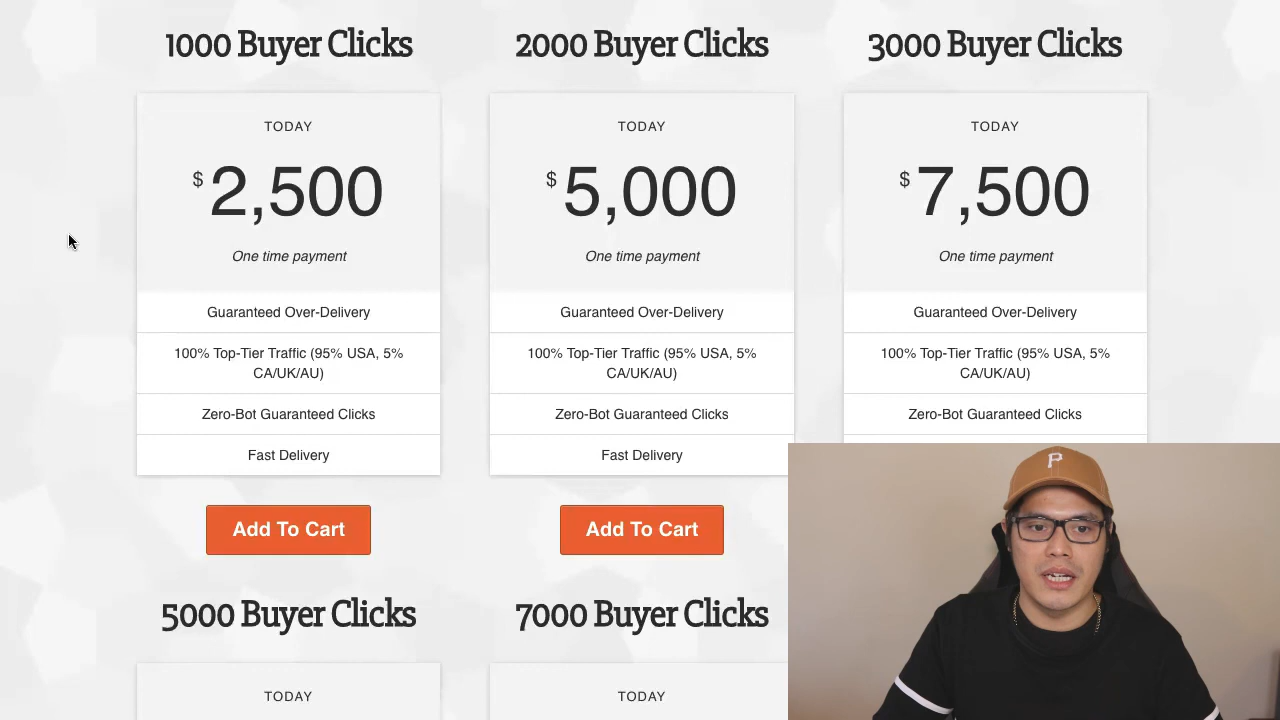 1000 Buyer Clicks
TODAY
$ 2,500
One time payment
Guaranteed Over-Delivery
100% Top-Tier Traffic (95% USA, 5%
CA/UK/AU)
Zero-Bot Guaranteed Clicks
Fast Delivery
Add To Cart
2000 Buyer Clicks
TODAY
$ 5,000
One time payment
Guaranteed Over-Delivery
100% Top-Tier Traffic (95% USA, 5%
CA/UK/AU)
Zero-Bot Guaranteed Clicks
Fast Delivery
Add To Cart
3000 Buyer Clicks
TODAY
$ 7,500
One time payment
Guaranteed Over-Delivery
100% Top-Tier Traffic (95% USA, 5%
CA/UK/AU)
Zero-Bot Guaranteed Clicks
5000 Buyer Clicks
TODAY
7000 Buyer Clicks
TODAY
P